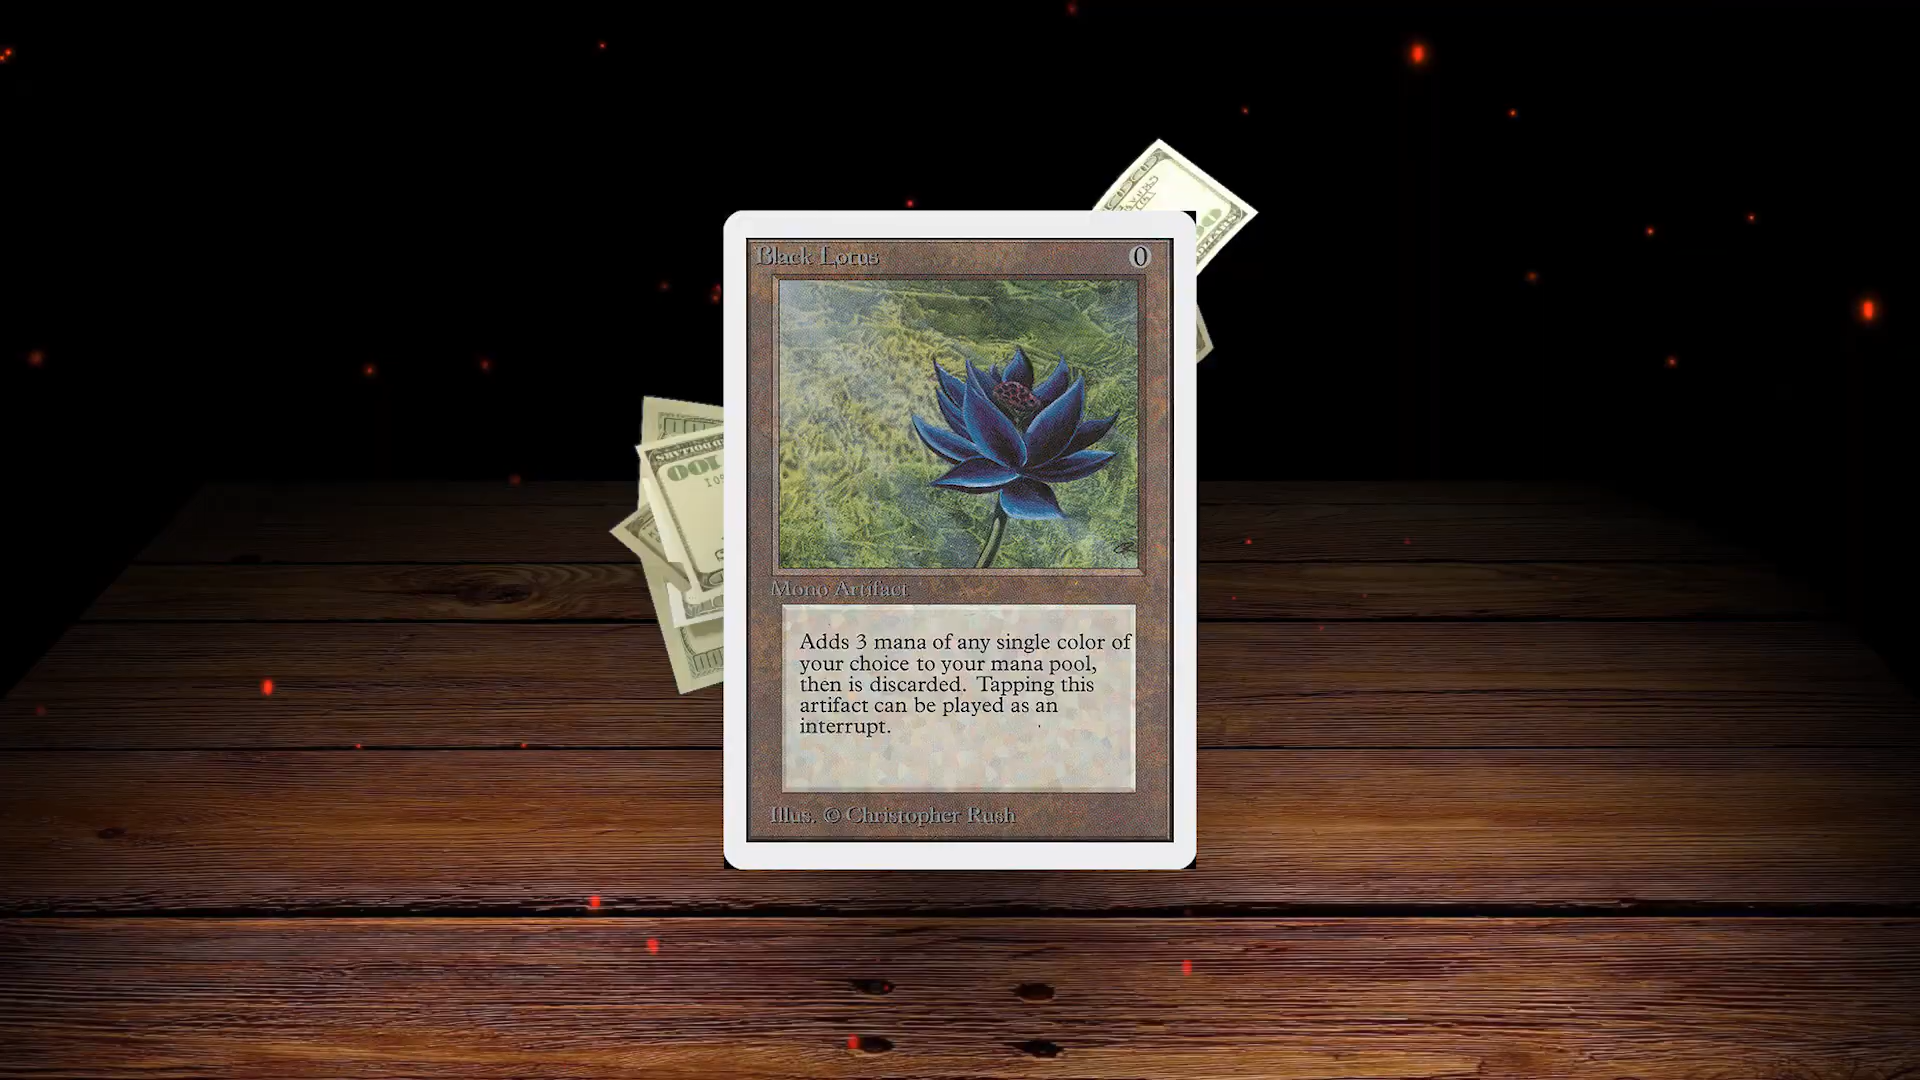 Black Lotus
0
Mono Artifact
Adds 3 mana of any single color of
your choice to your mana pool,
then is discarded. Tapping this
artifact can be played as an
interrupt.
Illus. © Christopher Rush
100